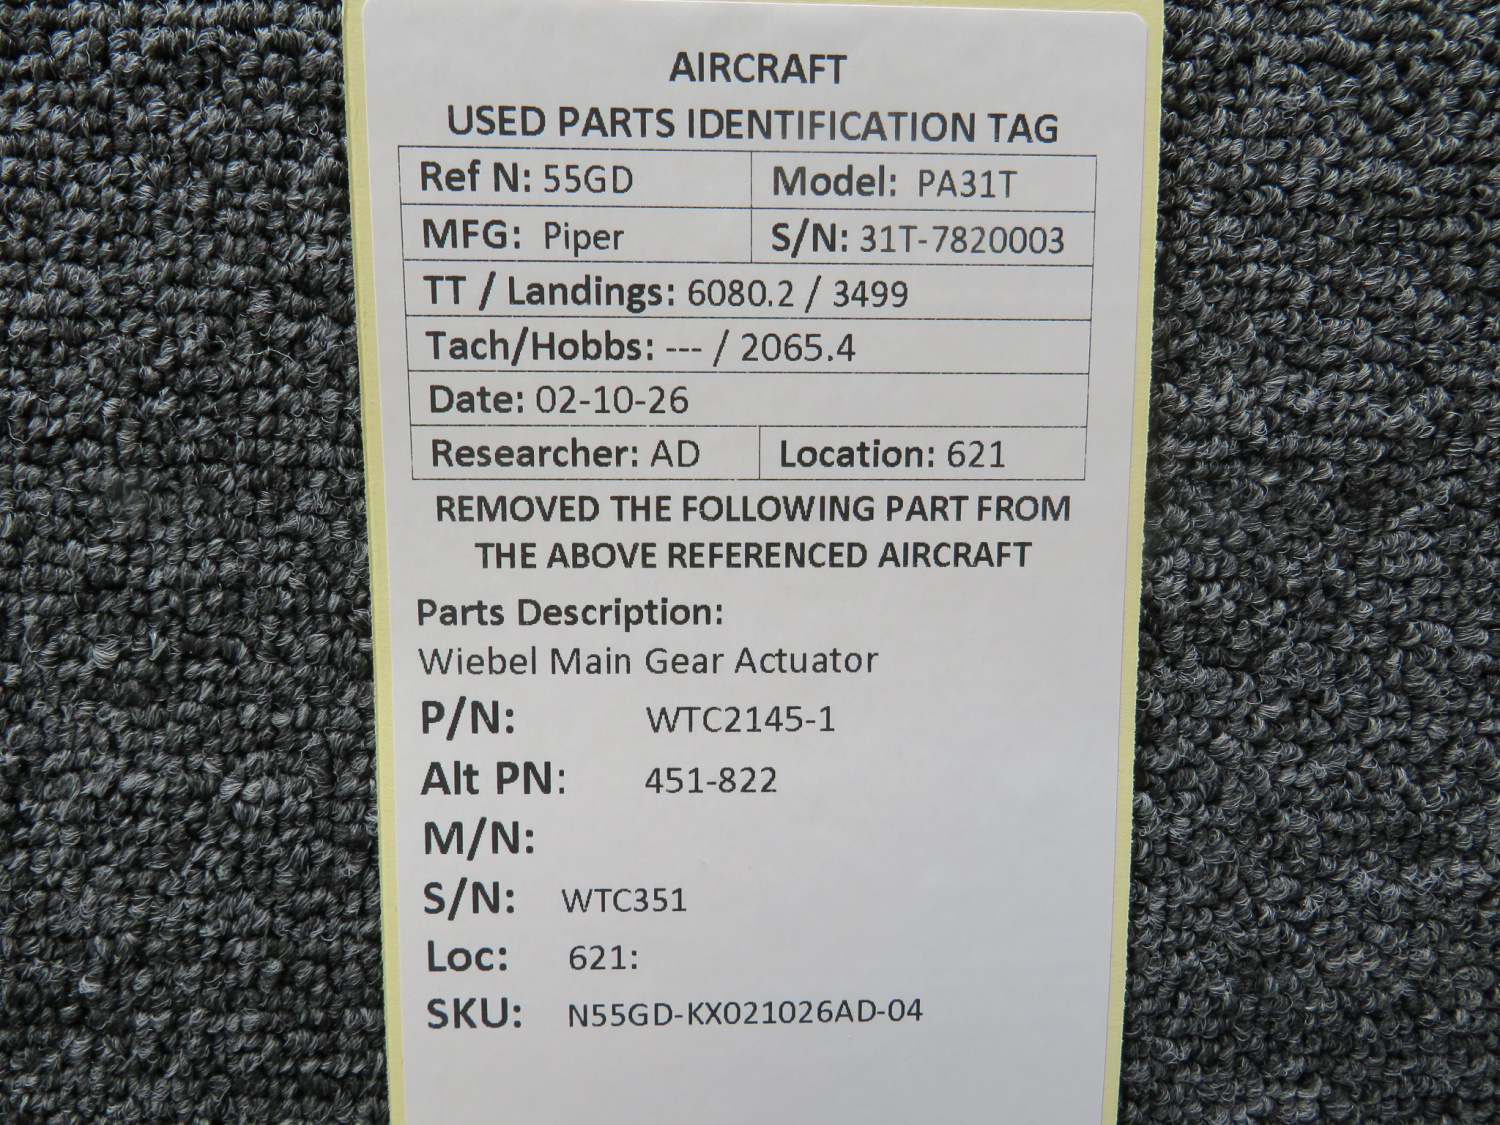 AIRCRAFT
USED PARTS IDENTIFICATION TAG
Ref N: 55GD Model: PA31T
MFG: Piper S/N: 31T-7820003
TT / Landings: 6080.2 / 3499
Tach/Hobbs: --- / 2065.4
Date: 02-10-26
Researcher: AD Location: 621
REMOVED THE FOLLOWING PART FROM
THE ABOVE REFERENCED AIRCRAFT
Parts Description:
Wiebel Main Gear Actuator
P/N: WTC2145-1
Alt PN: 451-822
M/N:
S/N: WTC351
Loc: 621:
SKU: N55GD-KX021026AD-04